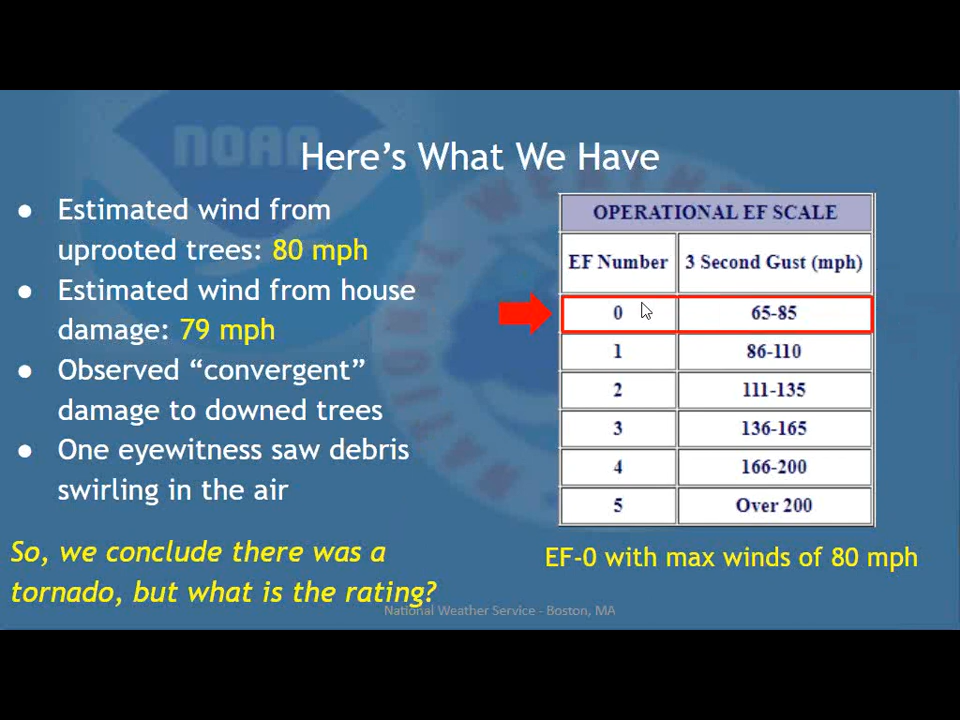 NOAA
Here's What We Have
● Estimated wind from
uprooted trees: 80 mph
● Estimated wind from house
damage: 79 mph
● Observed “convergent”
damage to downed trees
● One eyewitness saw debris
swirling in the air
So, we conclude there was a
tornado, but what is the rating?
OPERATIONAL EF SCALE
EF Number 3 Second Gust (mph)
0 65-85
1 86-110
2 111-135
3 136-165
4 166-200
5 Over 200
EF-0 with max winds of 80 mph
National Weather Service - Boston, MA